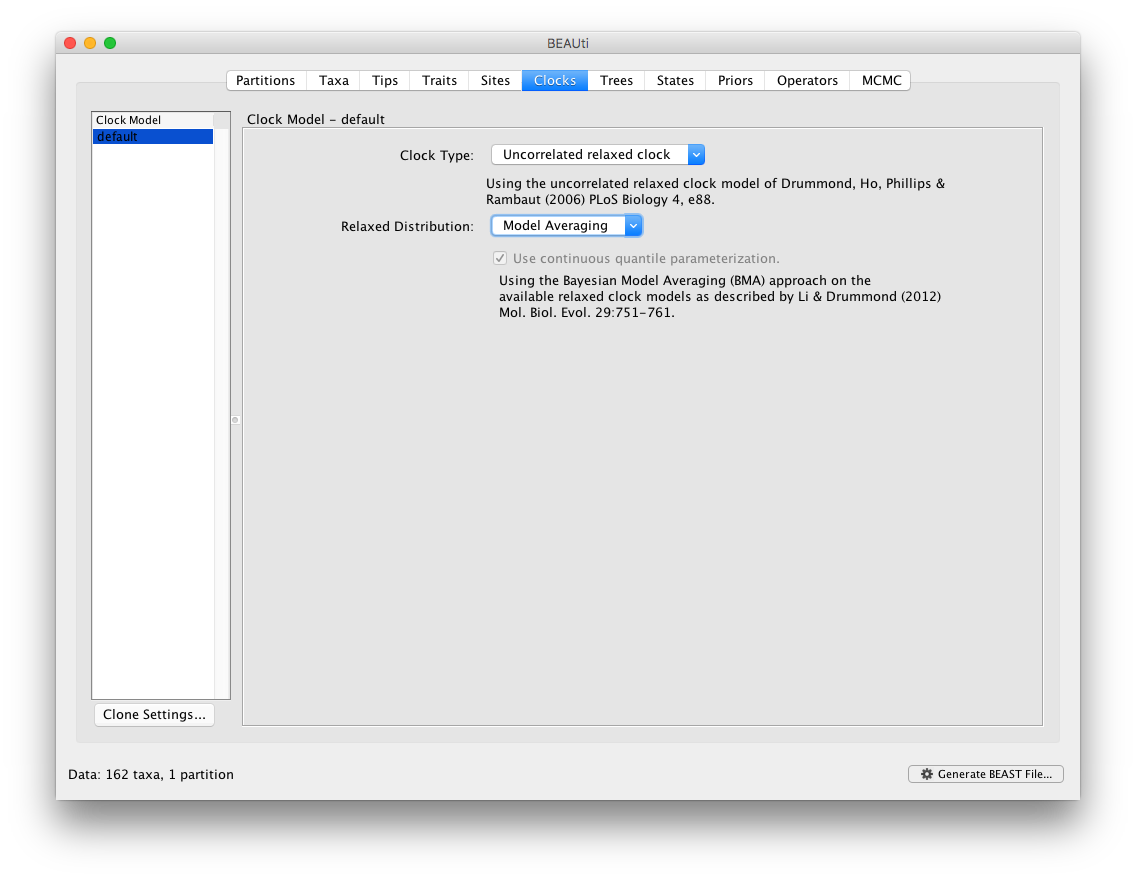 BEAUti
Partitions Taxa Tips Traits Sites Clocks Trees States Priors Operators MCMC
Clock Model
default
Clock Model – default
Clock Type: Uncorrelated relaxed clock
Using the uncorrelated relaxed clock model of Drummond, Ho, Phillips &
Rambaut (2006) PLoS Biology 4, e88.
Relaxed Distribution: Model Averaging
Use continuous quantile parameterization.
Using the Bayesian Model Averaging (BMA) approach on the
available relaxed clock models as described by Li & Drummond (2012)
Mol. Biol. Evol. 29:751–761.
Clone Settings...
Data: 162 taxa, 1 partition
Generate BEAST File...